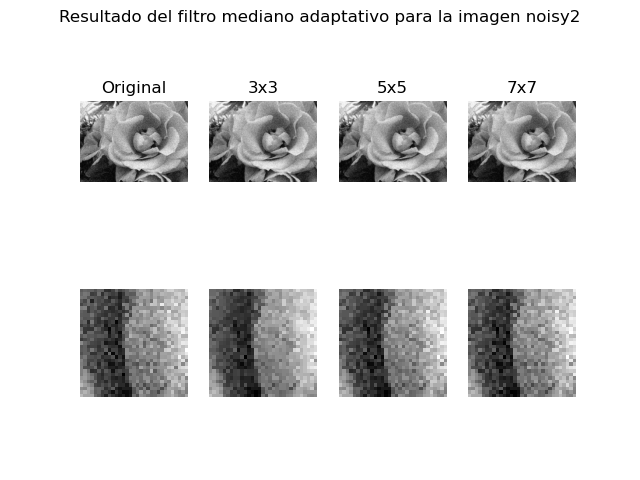 Resultado del filtro mediano adaptativo para la imagen noisy2
Original 3x3 5x5 7x7